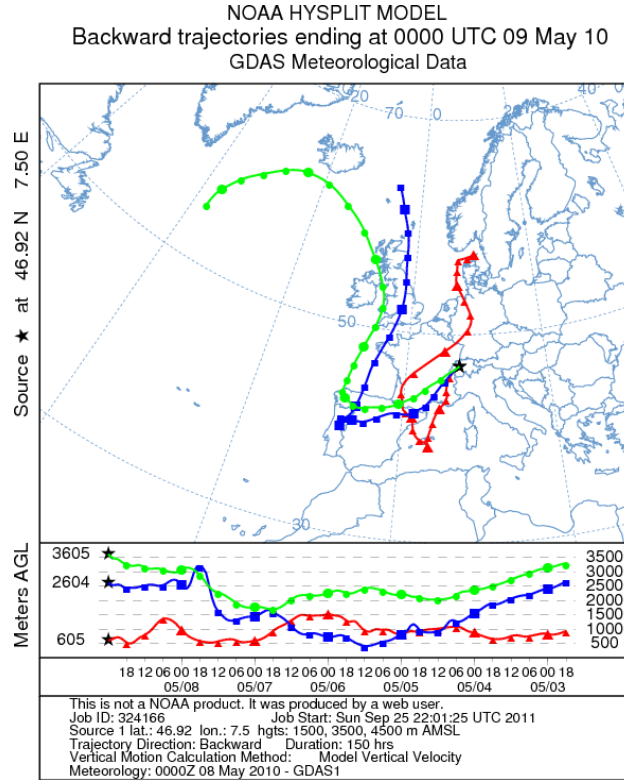 NOAA HYSPLIT MODEL
Backward trajectories ending at 0000 UTC 09 May 10
GDAS Meteorological Data
Source ★ at 46.92 N 7.50 E
20
70
0
40
50
30
Meters AGL
3605
2604
605
3500
3000
2500
2000
1500
1000
500
18 12 06 00 18 12 06 00 18 12 06 00 18 12 06 00 18 12 06 00 18 12 06 00 18
05/08 05/07 05/06 05/05 05/04 05/03
This is not a NOAA product. It was produced by a web user.
Job ID: 324166 Job Start: Sun Sep 25 22:01:25 UTC 2011
Source 1 lat.: 46.92 lon.: 7.5 hgts: 1500, 3500, 4500 m AMSL
Trajectory Direction: Backward Duration: 150 hrs
Vertical Motion Calculation Method: Model Vertical Velocity
Meteorology: 0000Z 08 May 2010 - GDAS1